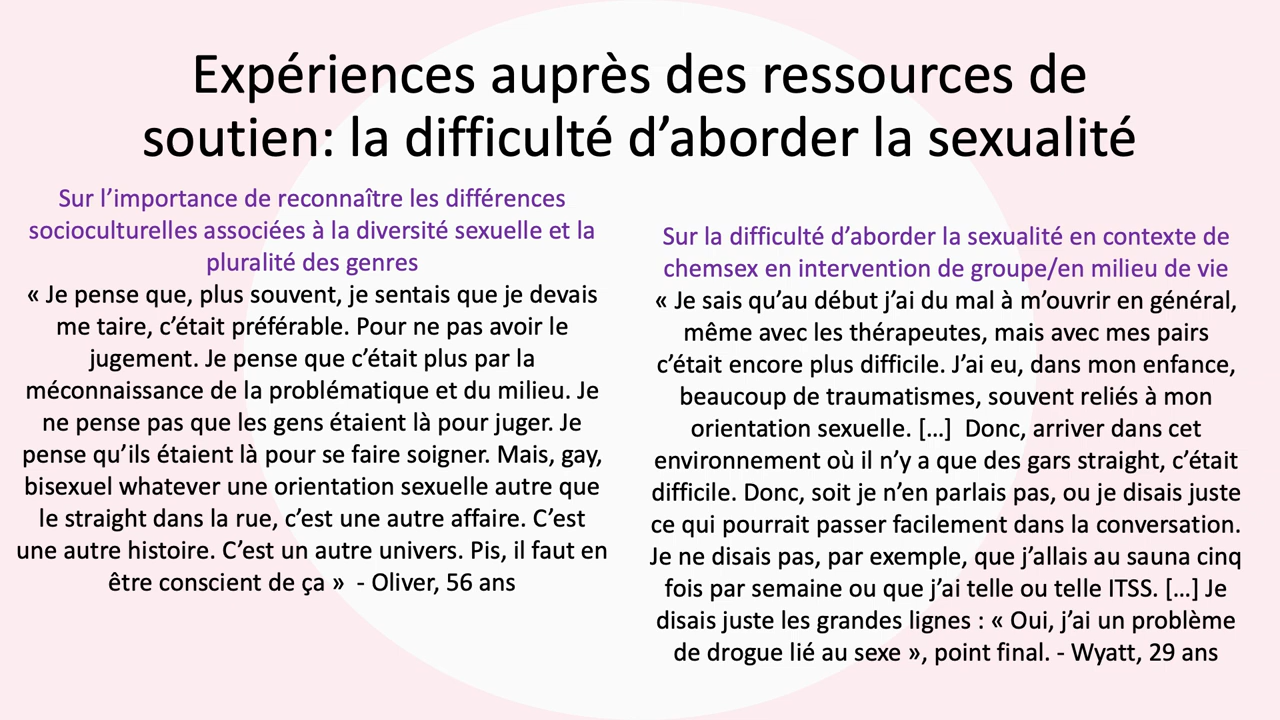 Expériences auprès des ressources de
soutien: la difficulté d’aborder la sexualité
Sur l’importance de reconnaître les différences
socioculturelles associées à la diversité sexuelle et la
pluralité des genres
« Je pense que, plus souvent, je sentais que je devais
me taire, c’était préférable. Pour ne pas avoir le
jugement. Je pense que c’était plus par la
méconnaissance de la problématique et du milieu. Je
ne pense pas que les gens étaient là pour juger. Je
pense qu’ils étaient là pour se faire soigner. Mais, gay,
bisexuel whatever une orientation sexuelle autre que
le straight dans la rue, c’est une autre affaire. C’est
une autre histoire. C’est un autre univers. Pis, il faut en
être conscient de ça » - Oliver, 56 ans
Sur la difficulté d’aborder la sexualité en contexte de
chemsex en intervention de groupe/en milieu de vie
« Je sais qu’au début j’ai du mal à m’ouvrir en général,
même avec les thérapeutes, mais avec mes pairs
c’était encore plus difficile. J’ai eu, dans mon enfance,
beaucoup de traumatismes, souvent reliés à mon
orientation sexuelle. […] Donc, arriver dans cet
environnement où il n’y a que des gars straight, c’était
difficile. Donc, soit je n’en parlais pas, ou je disais juste
ce qui pourrait passer facilement dans la conversation.
Je ne disais pas, par exemple, que j’allais au sauna cinq
fois par semaine ou que j’ai telle ou telle ITSS. […] Je
disais juste les grandes lignes : « Oui, j’ai un problème
de drogue lié au sexe », point final. - Wyatt, 29 ans